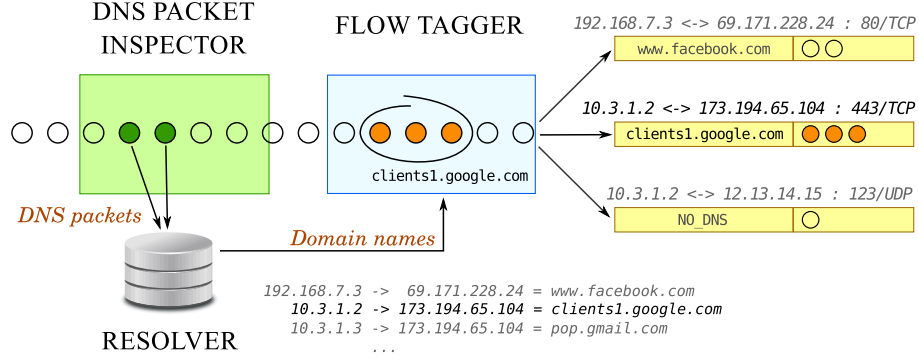 DNS PACKET
INSPECTOR
FLOW TAGGER
192.168.7.3 <-> 69.171.228.24 : 80/TCP
www.facebook.com
10.3.1.2 <-> 173.194.65.104 : 443/TCP
clients1.google.com
clients1.google.com
10.3.1.2 <-> 12.13.14.15 : 123/UDP
NO_DNS
DNS packets
Domain names
RESOLVER
192.168.7.3 -> 69.171.228.24 = www.facebook.com
10.3.1.2 -> 173.194.65.104 = clients1.google.com
10.3.1.3 -> 173.194.65.104 = pop.gmail.com
...